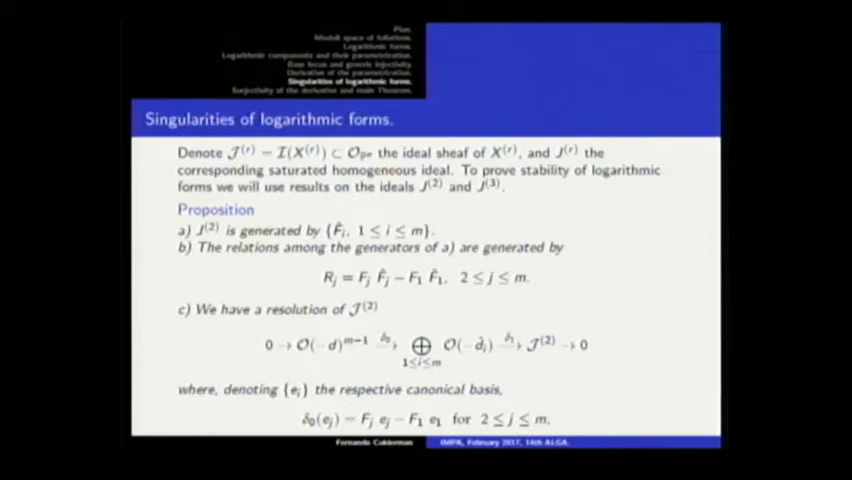 Plan.
Moduli space of foliations.
Logarithmic forms.
Logarithmic components and their parametrization.
Base locus and generic injectivity.
Derivative of the parametrization.
Singularities of logarithmic forms.
Surjectivity of the derivative and main Theorem.
Singularities of logarithmic forms.
Denote 𝒥^(r) = ℐ(X^(r)) ⊂ 𝒪_ℙⁿ the ideal sheaf of X^(r), and J^(r) the
corresponding saturated homogeneous ideal. To prove stability of logarithmic
forms we will use results on the ideals J^(2) and J^(3).
Proposition
a) J^(2) is generated by {F̂_i, 1 ≤ i ≤ m}.
b) The relations among the generators of a) are generated by
R_j = F_j F̂_j − F_1 F̂_1, 2 ≤ j ≤ m.
c) We have a resolution of 𝒥^(2)
0 → 𝒪(−d)^{m−1} →^{δ_0} ⊕_{1≤i≤m} 𝒪(−d̂_i) →^{δ_1} 𝒥^(2) → 0
where, denoting {e_j} the respective canonical basis,
δ_0(e_j) = F_j e_j − F_1 e_1 for 2 ≤ j ≤ m,
Fernando Cukierman IMPA, February 2017, 14th ALGA.